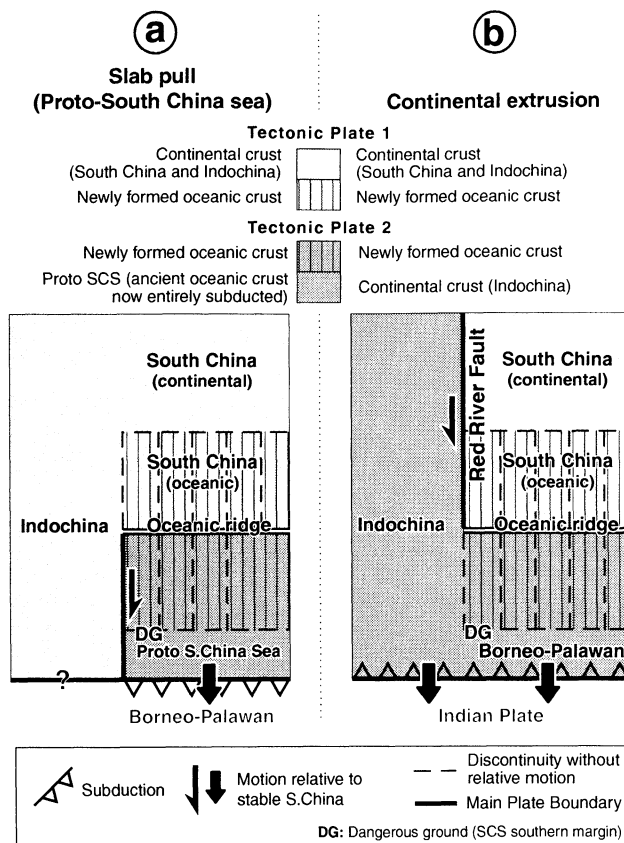 a
b
Slab pull
(Proto-South China sea)
Continental extrusion
Tectonic Plate 1
Continental crust
(South China and Indochina)
Continental crust
(South China and Indochina)
Newly formed oceanic crust
Newly formed oceanic crust
Tectonic Plate 2
Newly formed oceanic crust
Newly formed oceanic crust
Proto SCS (ancient oceanic crust
now entirely subducted)
Continental crust (Indochina)
South China
(continental)
South China
(oceanic)
Indochina
Oceanic ridge
DG
Proto S.China Sea
?
Borneo-Palawan
Red River Fault
South China
(continental)
South China
(oceanic)
Indochina
Oceanic ridge
DG
Borneo-Palawan
Indian Plate
Subduction
Motion relative to
stable S.China
Discontinuity without
relative motion
Main Plate Boundary
DG: Dangerous ground (SCS southern margin)